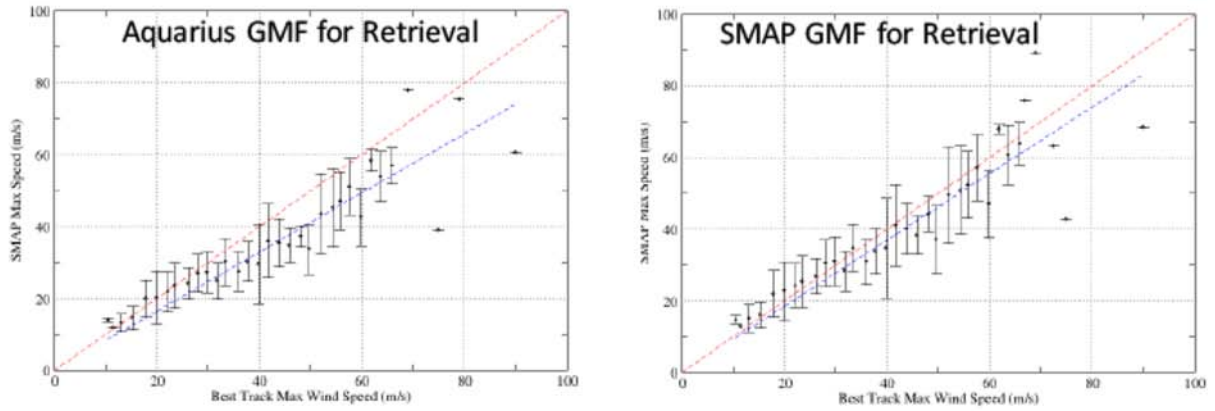 Aquarius GMF for Retrieval
100
80
60
40
20
0
SMAP Max Speed (m/s)
0 20 40 60 80 100
Best Track Max Wind Speed (m/s)
SMAP GMF for Retrieval
100
80
60
40
20
0
SMAP Max Speed (m/s)
0 20 40 60 80 100
Best Track Max Wind Speed (m/s)